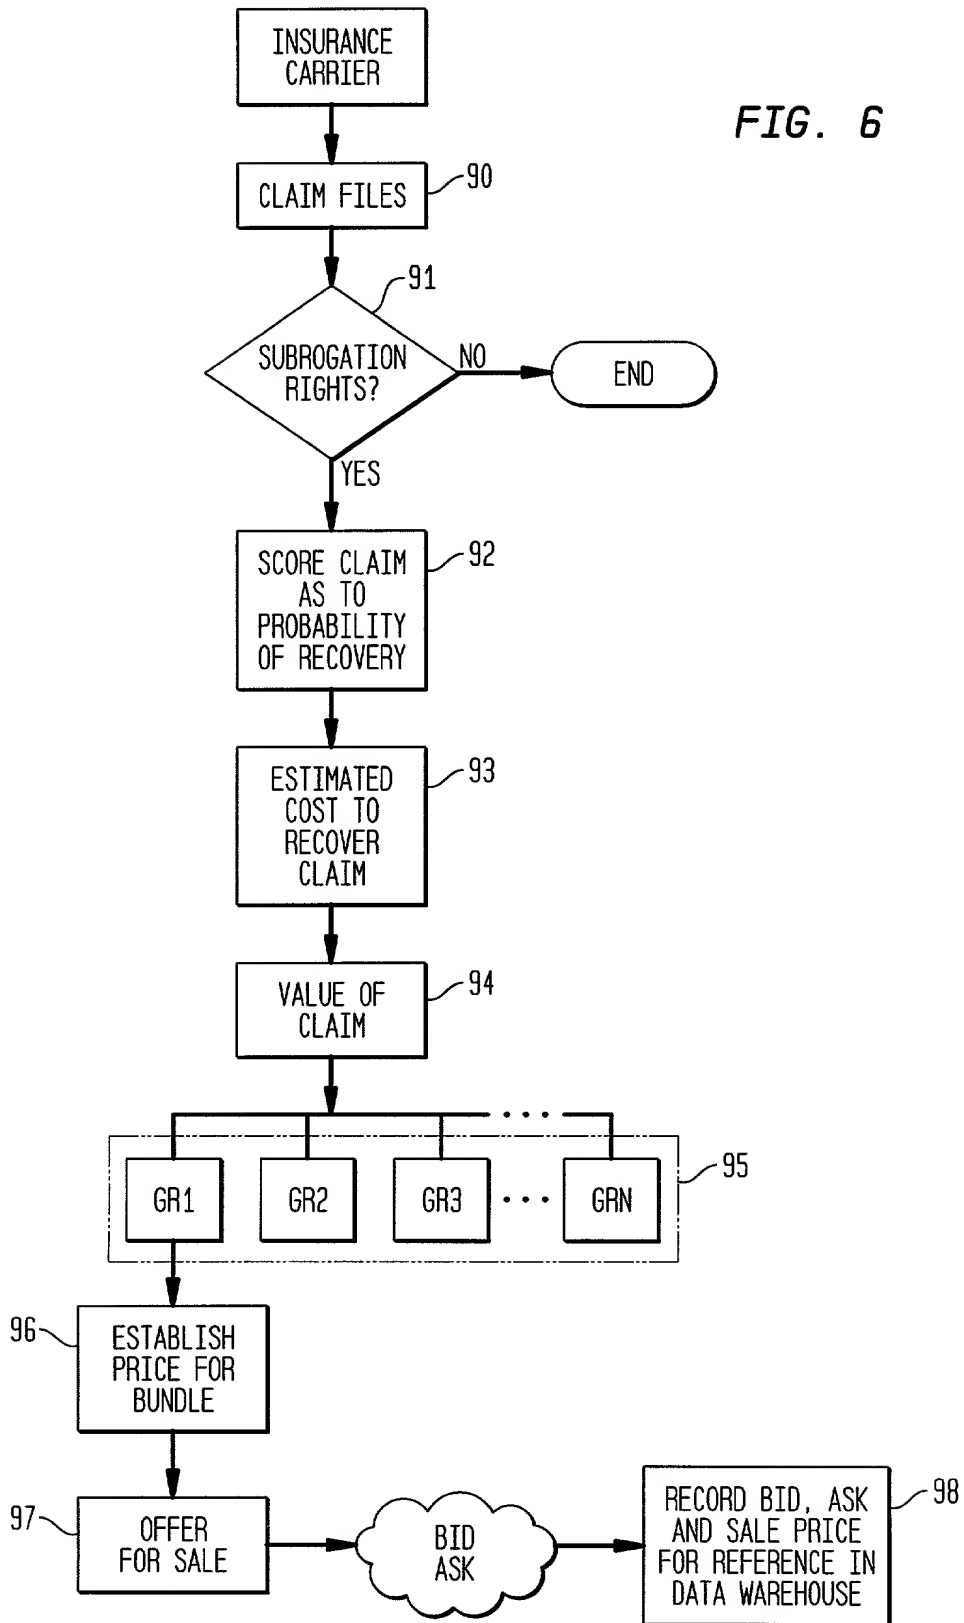 INSURANCE
CARRIER
FIG. 6
CLAIM FILES
90
91
SUBROGATION
RIGHTS?
NO
END
YES
SCORE CLAIM
AS TO
PROBABILITY
OF RECOVERY
92
ESTIMATED
COST TO
RECOVER
CLAIM
93
VALUE OF
CLAIM
94
95
GR1
GR2
GR3
GRN
96
ESTABLISH
PRICE FOR
BUNDLE
97
OFFER
FOR SALE
BID
ASK
RECORD BID, ASK
AND SALE PRICE
FOR REFERENCE IN
DATA WAREHOUSE
98